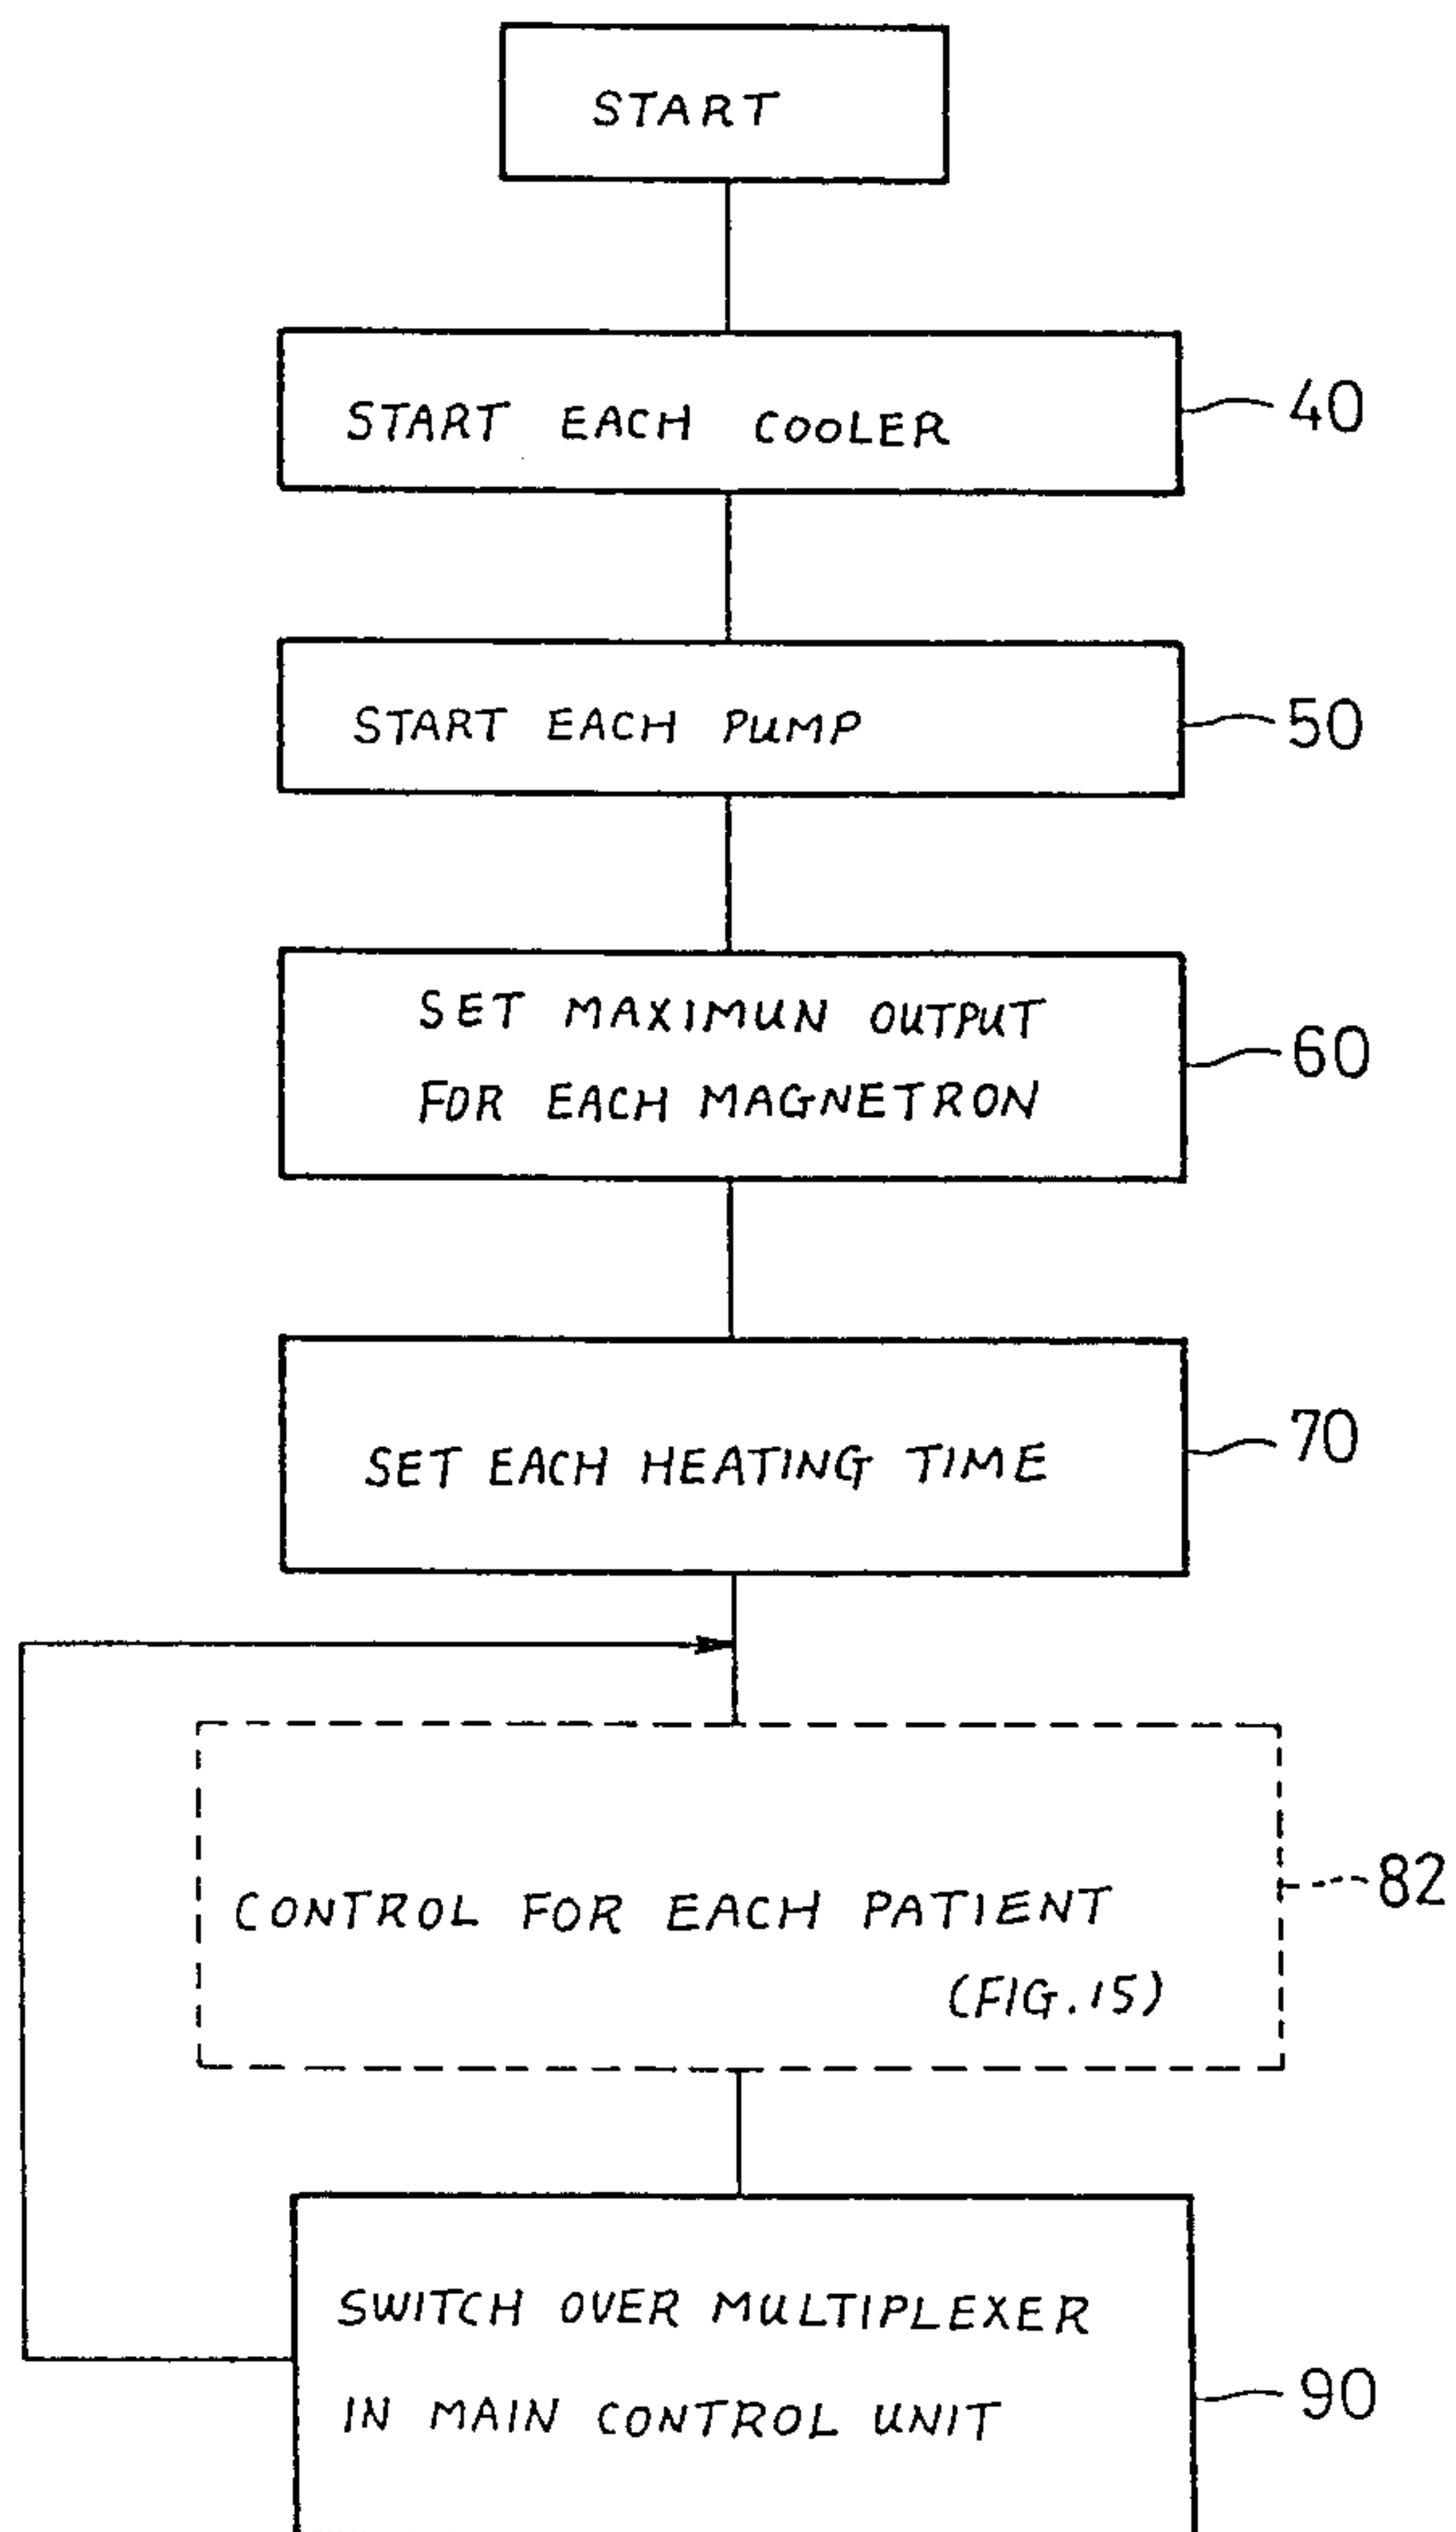 START
START EACH COOLER
40
START EACH PUMP
50
SET MAXIMUN OUTPUT
FOR EACH MAGNETRON
60
SET EACH HEATING TIME
70
CONTROL FOR EACH PATIENT
(FIG.15)
82
SWITCH OVER MULTIPLEXER
IN MAIN CONTROL UNIT
90